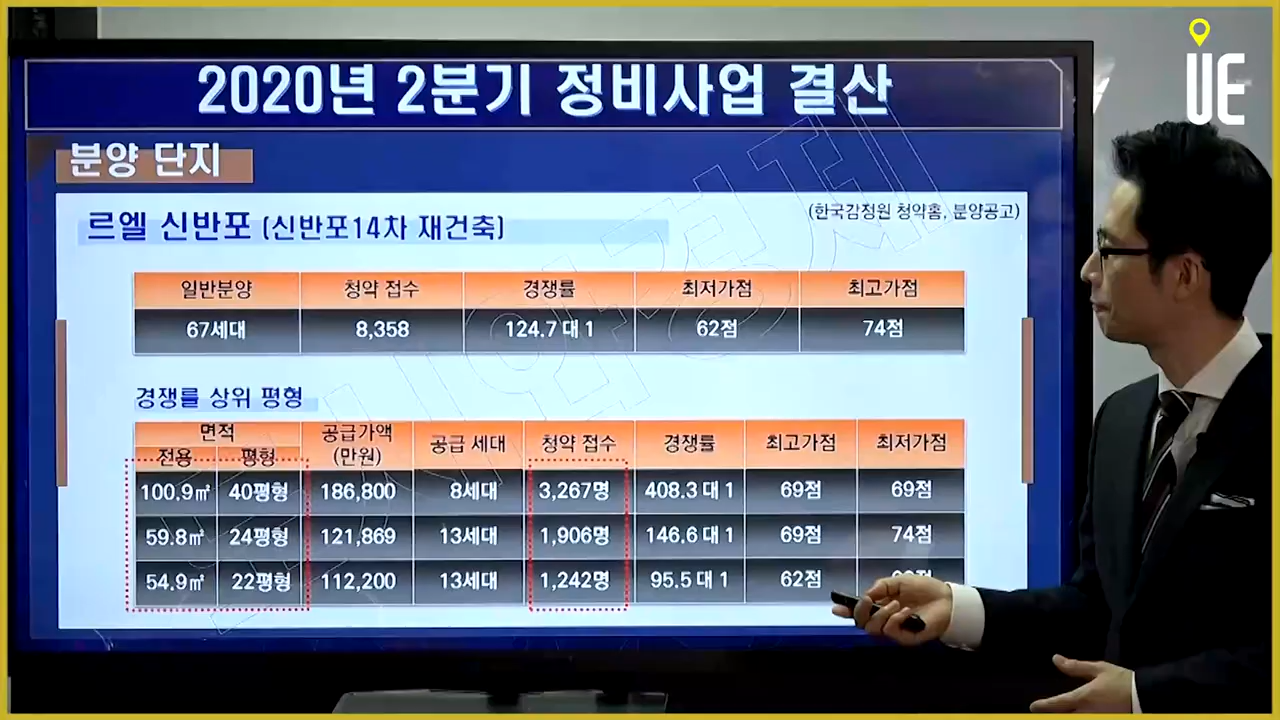 UE
2020년 2분기 정비사업 결산
분양 단지
르엘 신반포 (신반포14차 재건축)
(한국감정원 청약홈, 분양공고)
일반분양 청약 접수 경쟁률 최저가점 최고가점
67세대 8,358 124.7 대 1 62점 74점
경쟁률 상위 평형
면적 공급가액 (만원) 공급 세대 청약 접수 경쟁률 최고가점 최저가점
전용 평형
100.9㎡ 40평형 186,800 8세대 3,267명 408.3 대 1 69점 69점
59.8㎡ 24평형 121,869 13세대 1,906명 146.6 대 1 69점 74점
54.9㎡ 22평형 112,200 13세대 1,242명 95.5 대 1 62점